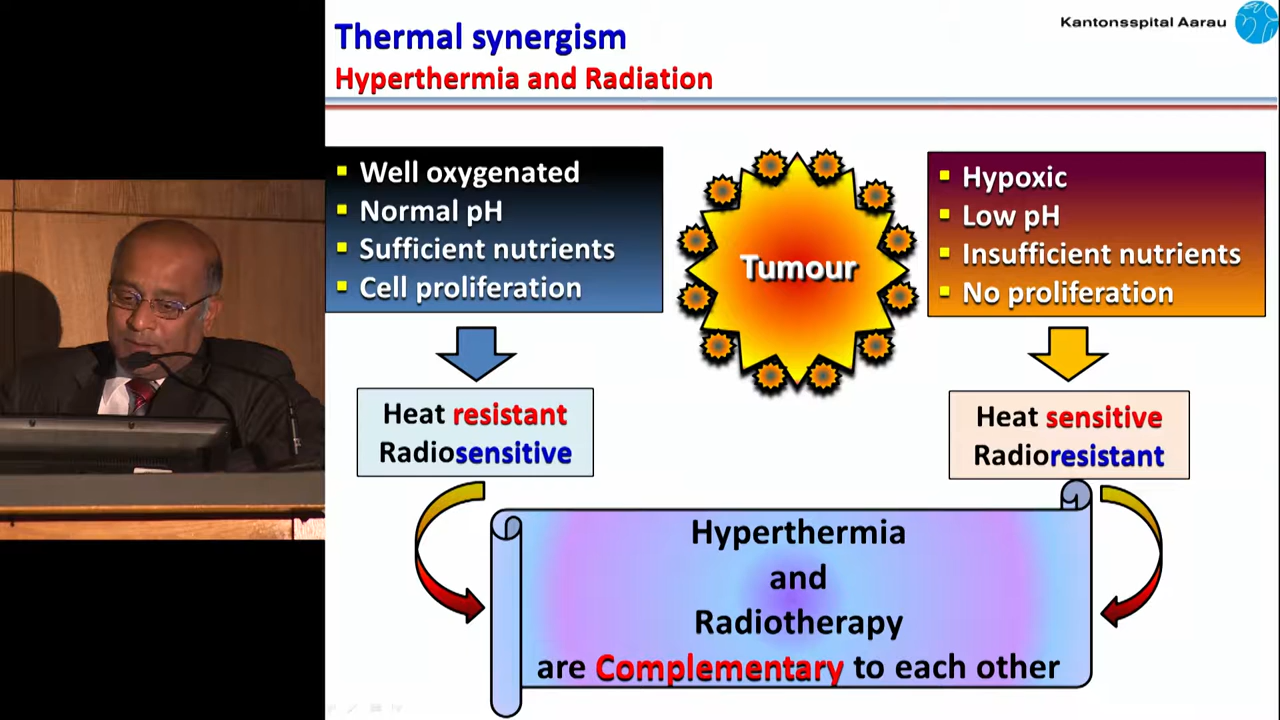 Thermal synergism
Hyperthermia and Radiation
Kantonsspital Aarau
Well oxygenated
Normal pH
Sufficient nutrients
Cell proliferation
Tumour
Hypoxic
Low pH
Insufficient nutrients
No proliferation
Heat resistant
Radiosensitive
Heat sensitive
Radioresistant
Hyperthermia
and
Radiotherapy
are Complementary to each other